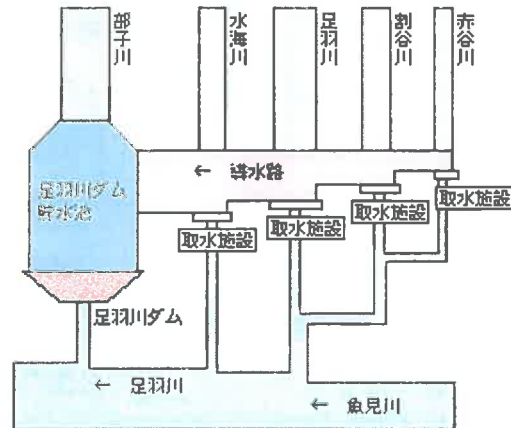 部子川
水海川
足羽川
割谷川
赤谷川
← 導水路
足羽川ダム
貯水池
取水施設
取水施設
取水施設
取水施設
足羽川ダム
← 足羽川
← 魚見川